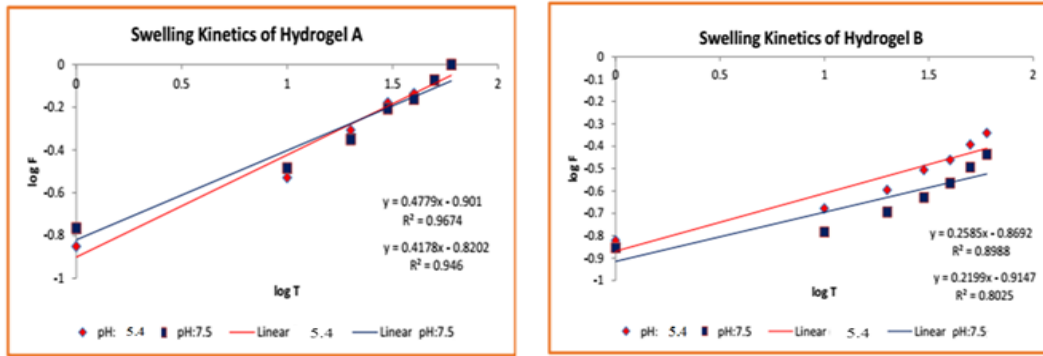 Swelling Kinetics of Hydrogel A
0
0 0.5 1 1.5 2
-0.2
-0.4
-0.6
-0.8
-1
log F
log T
y = 0.4779x - 0.901
R² = 0.9674
y = 0.4178x - 0.8202
R² = 0.946
pH: 5.4 pH:7.5 Linear 5.4 Linear pH:7.5
Swelling Kinetics of Hydrogel B
0
0 0.5 1 1.5 2
-0.1
-0.2
-0.3
-0.4
-0.5
-0.6
-0.7
-0.8
-0.9
-1
log F
log T
y = 0.2585x - 0.8692
R² = 0.8988
y = 0.2199x - 0.9147
R² = 0.8025
pH: 5.4 pH:7.5 Linear 5.4 Linear pH:7.5